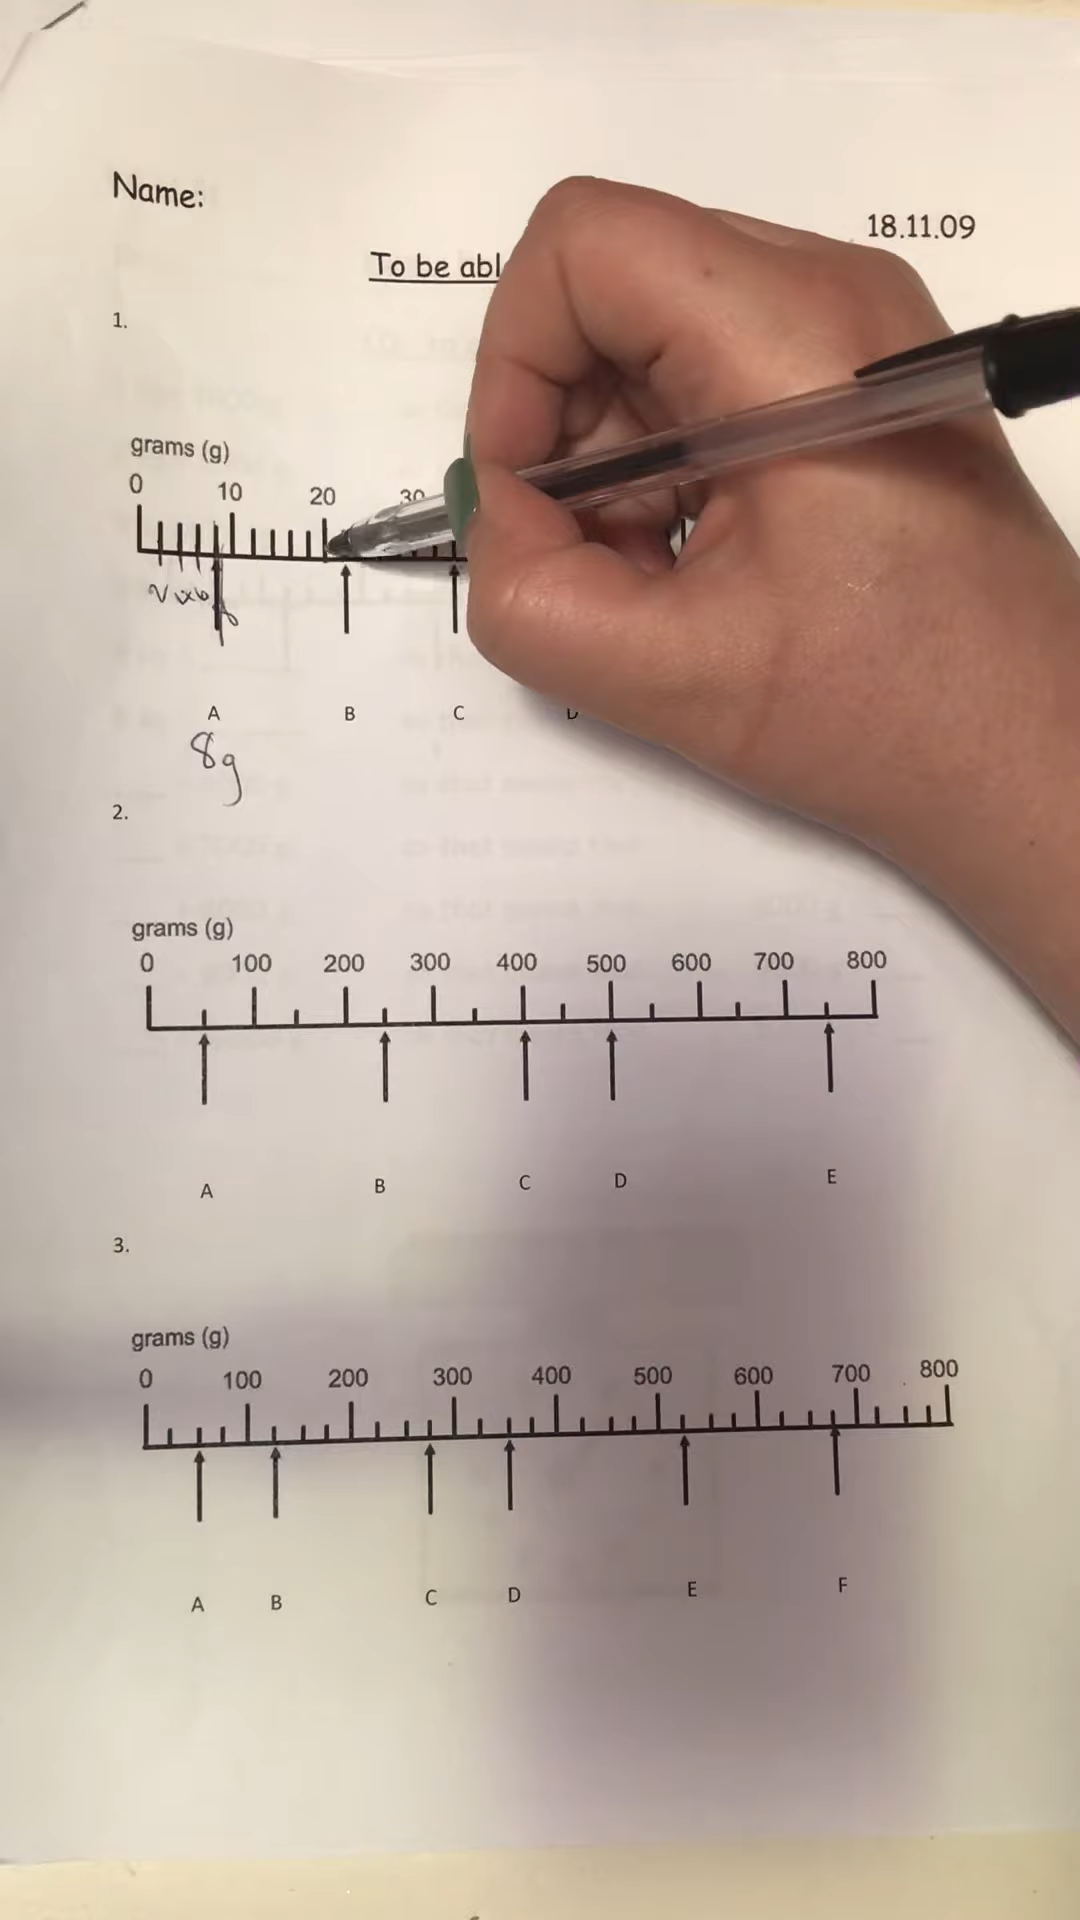 Name:
18.11.09
To be abl
1.
grams (g)
0 10 20 30
A B C D
8g
2.
grams (g)
0 100 200 300 400 500 600 700 800
A B C D E
3.
grams (g)
0 100 200 300 400 500 600 700 800
A B C D E F